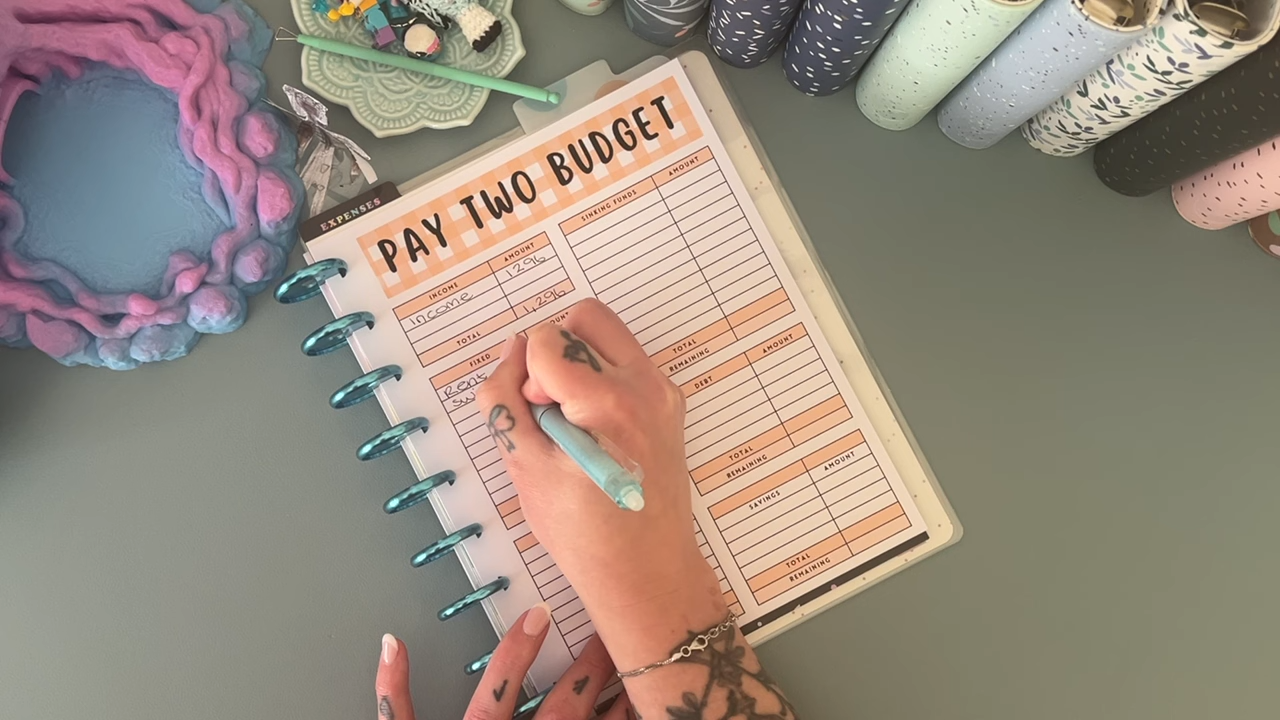 EXPENSES
PAY TWO BUDGET
INCOME AMOUNT
Income 1296
TOTAL 1,296
FIXED
Rent
SINKING FUNDS AMOUNT
TOTAL
REMAINING
DEBT AMOUNT
TOTAL
REMAINING
SAVINGS AMOUNT
TOTAL
REMAINING